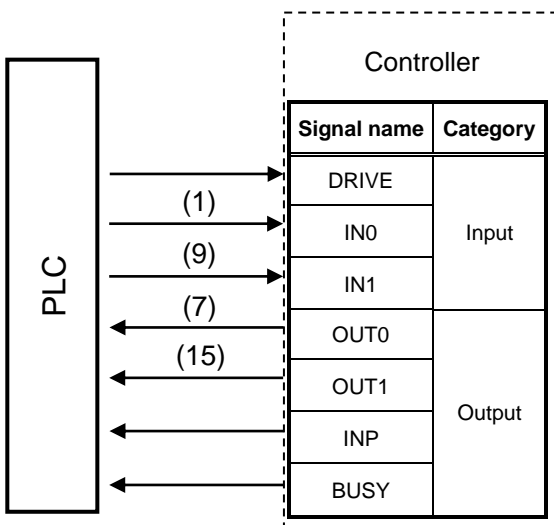 Controller
Signal name Category
DRIVE
(1)
IN0 Input
(9)
IN1
PLC
(7)
OUT0
(15)
OUT1
Output
INP
BUSY